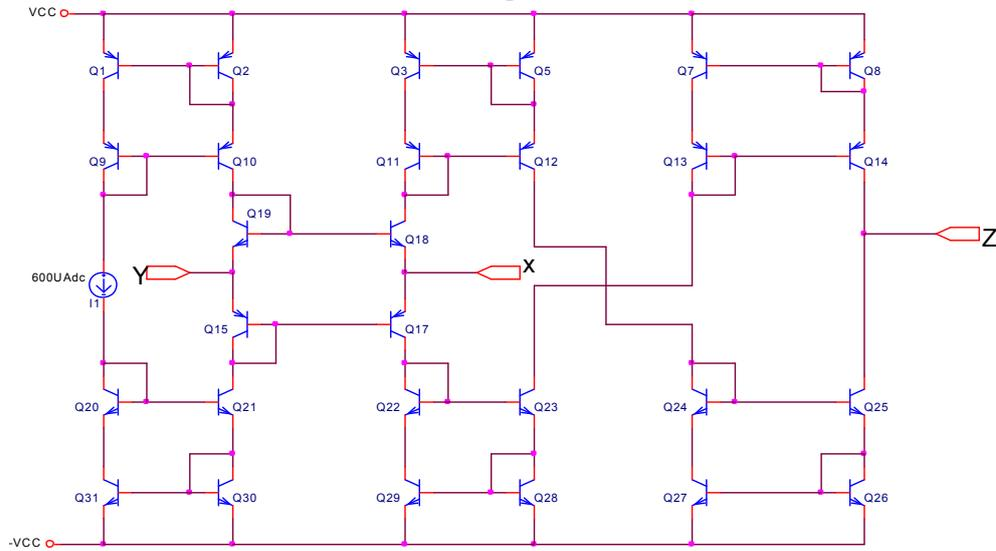 VCC
Q1 Q2 Q3 Q5 Q7 Q8
Q9 Q10 Q11 Q12 Q13 Q14
Q19 Q18
Y X Z
600UAdc
I1
Q15 Q17
Q20 Q21 Q22 Q23 Q24 Q25
Q31 Q30 Q29 Q28 Q27 Q26
-VCC